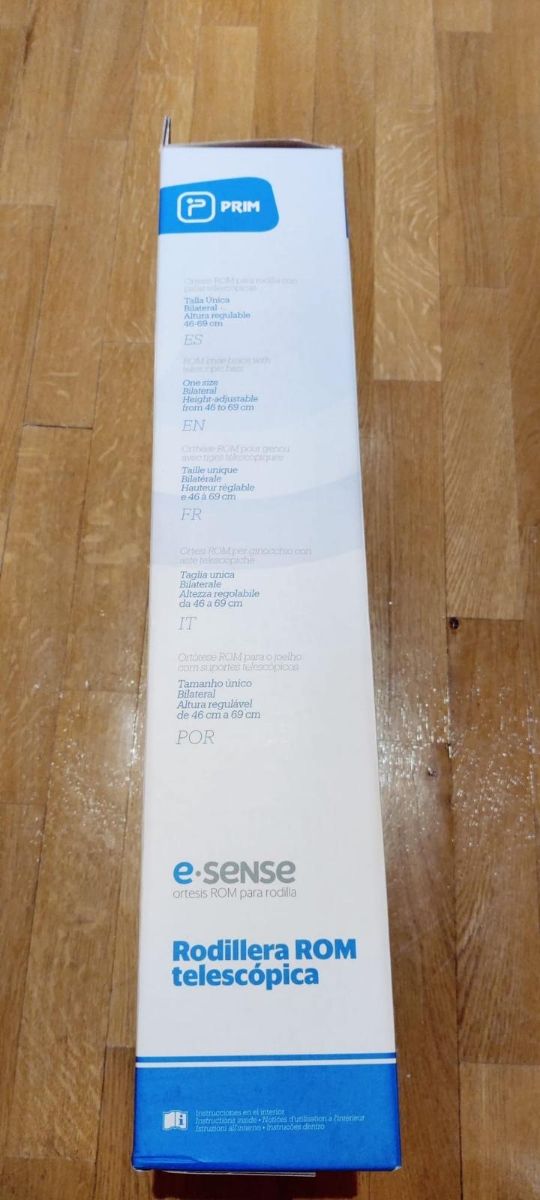 PRIM
Ortesis ROM para rodilla con
palas telescópicas
Talla Única
Bilateral
Altura regulable
46-69 cm
ES
ROM knee brace with
telescopic bars
One size
Bilateral
Height-adjustable
from 46 to 69 cm
EN
Orthèse ROM pour genou
avec tiges télescopiques
Taille unique
Bilatérale
Hauteur réglable
e 46 à 69 cm
FR
Ortesi ROM per ginocchio con
aste telescopiche
Taglia unica
Bilaterale
Altezza regolabile
da 46 a 69 cm
IT
Ortótese ROM para o joelho
com suportes telescópicos
Tamanho único
Bilateral
Altura regulável
de 46 cm a 69 cm
POR
e·sense
ortesis ROM para rodilla
Rodillera ROM
telescópica
Instrucciones en el interior
Instructions inside • Notices d'utilisation à l'intérieur
Istruzioni all'interno • Instruções dentro